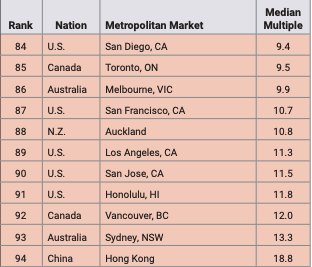 Rank Nation Metropolitan Market Median Multiple
84 U.S. San Diego, CA 9.4
85 Canada Toronto, ON 9.5
86 Australia Melbourne, VIC 9.9
87 U.S. San Francisco, CA 10.7
88 N.Z. Auckland 10.8
89 U.S. Los Angeles, CA 11.3
90 U.S. San Jose, CA 11.5
91 U.S. Honolulu, HI 11.8
92 Canada Vancouver, BC 12.0
93 Australia Sydney, NSW 13.3
94 China Hong Kong 18.8